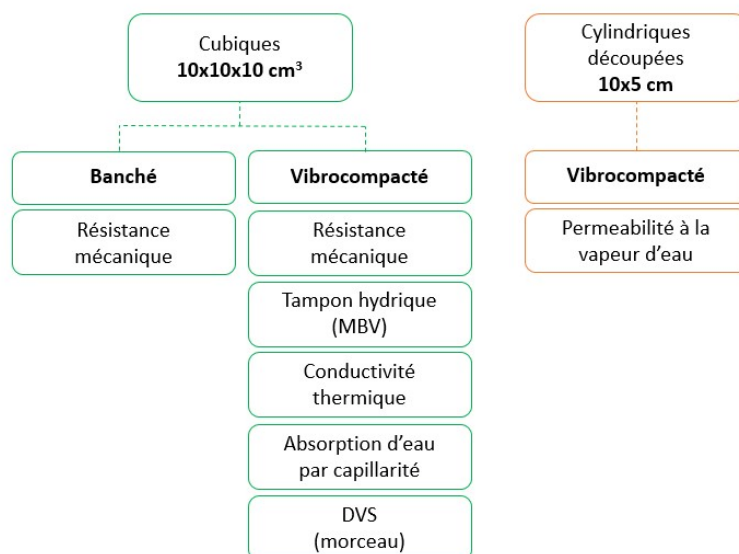 Cubiques
10x10x10 cm³
Cylindriques
découpées
10x5 cm
Banché
Résistance
mécanique
Vibrocompacté
Résistance
mécanique
Tampon hydrique
(MBV)
Conductivité
thermique
Absorption d'eau
par capillarité
DVS
(morceau)
Vibrocompacté
Permeabilité à la
vapeur d'eau